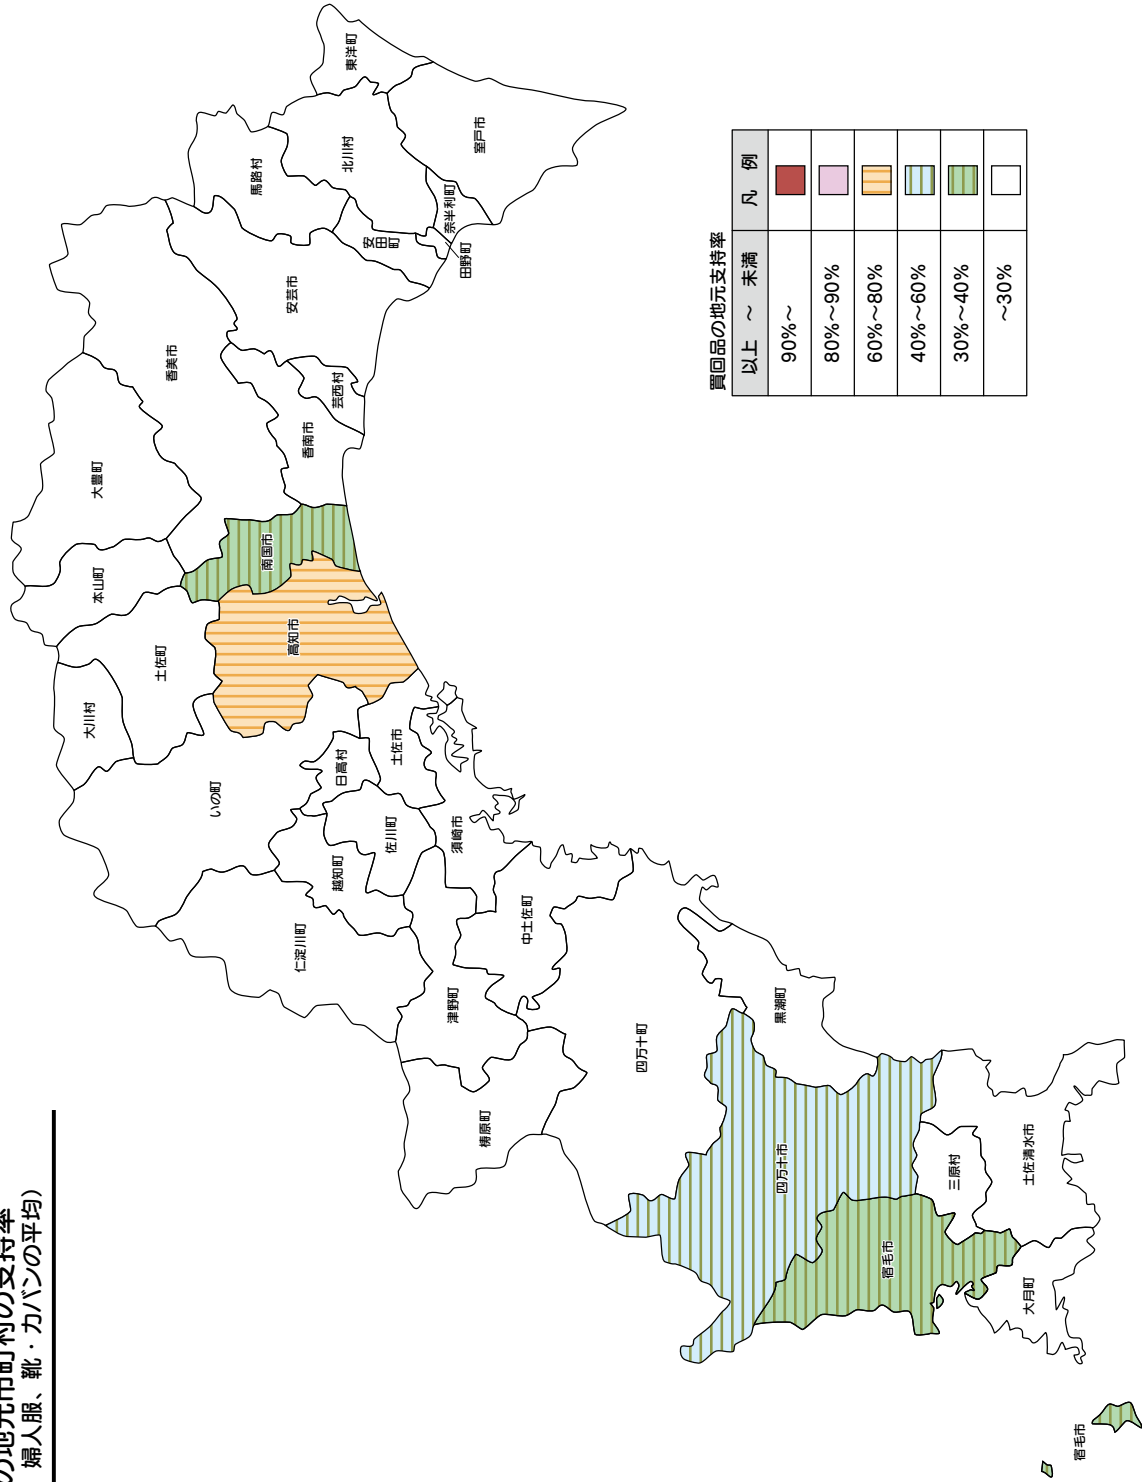 の地元市町村の支持率
婦人服、靴・カバンの平均）
東洋町
室戸市
北川村
馬路村
奈半利町
田野町
安田町
安芸市
芸西村
香南市
香美市
大豊町
本山町
南国市
高知市
土佐町
大川村
いの町
日高村
土佐市
佐川町
須崎市
越知町
仁淀川町
中土佐町
津野町
梼原町
四万十町
黒潮町
四万十市
三原村
土佐清水市
宿毛市
大月町
宿毛市
買回品の地元支持率
以上 ～ 未満 凡 例
90%～
80%～90%
60%～80%
40%～60%
30%～40%
～30%